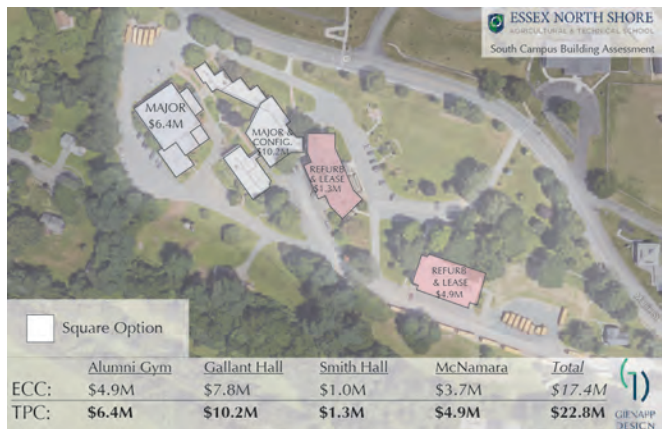 ESSEX NORTH SHORE
AGRICULTURAL & TECHNICAL SCHOOL
South Campus Building Assessment
MAJOR
$6.4M
MAJOR &
CONFIG.
$10.2M
REFURB
& LEASE
$1.3M
REFURB
& LEASE
$4.9M
Square Option
Alumni Gym Gallant Hall Smith Hall McNamara Total
ECC: $4.9M $7.8M $1.0M $3.7M $17.4M
TPC: $6.4M $10.2M $1.3M $4.9M $22.8M
GIENAPP
DESIGN